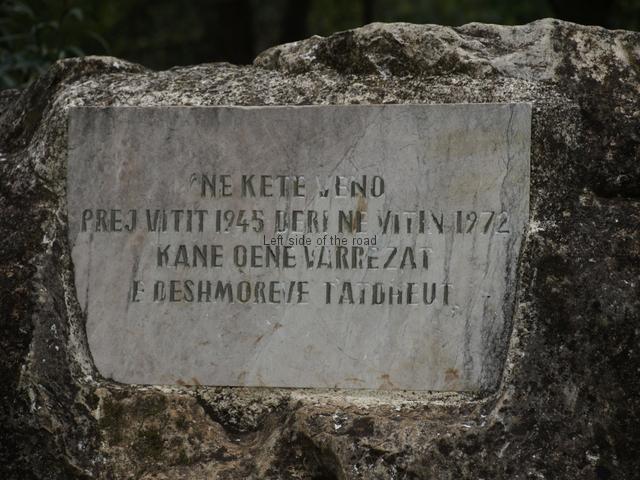 NE KETE VEND
PREJ VITIT 1945 DERI NE VITIN 1972
Left side of the road
KANE QENE VARREZAT
E DESHMOREVE TATDHEUT